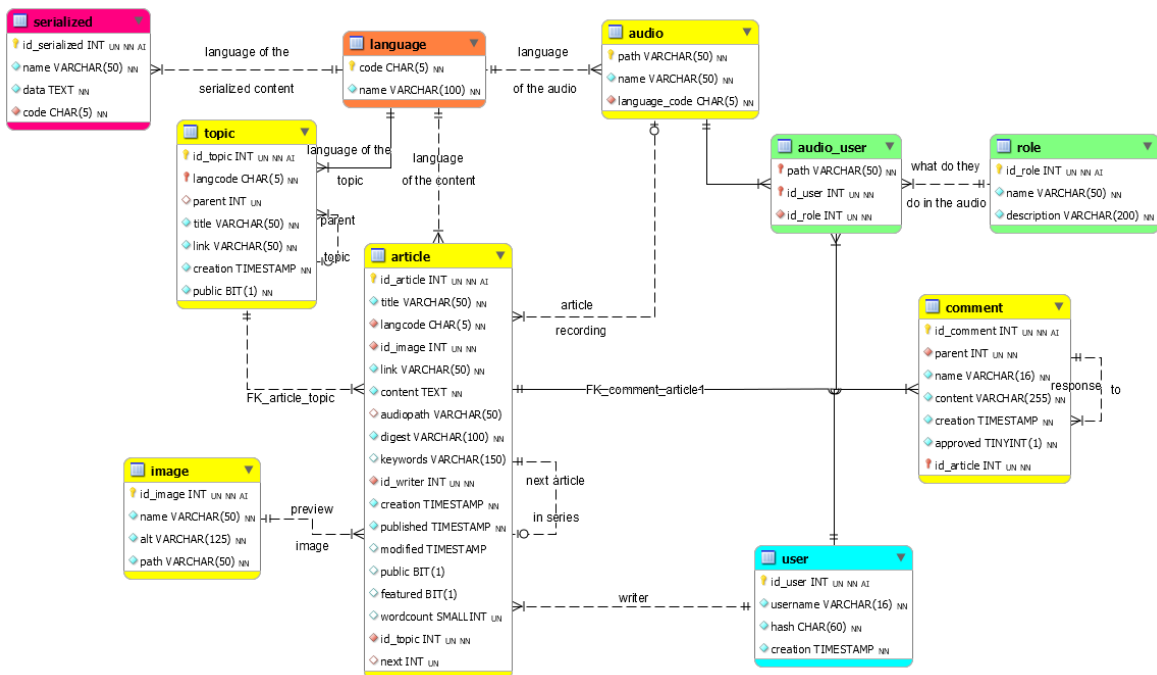 serialized
id_serialized INT UN NN AI
name VARCHAR(50) NN
data TEXT NN
code CHAR(5) NN
language of the
serialized content
language
code CHAR(5) NN
name VARCHAR(100) NN
language
of the audio
audio
path VARCHAR(50) NN
name VARCHAR(50) NN
language_code CHAR(5) NN
topic
id_topic INT UN NN AI
langcode CHAR(5) NN
parent INT UN
title VARCHAR(50) NN
link VARCHAR(50) NN
creation TIMESTAMP NN
public BIT(1) NN
language of the
topic
language
of the content
parent
topic
audio_user
path VARCHAR(50) NN
id_user INT UN NN
id_role INT UN NN
what do they
do in the audio
role
id_role INT UN NN AI
name VARCHAR(50) NN
description VARCHAR(200) NN
article
id_article INT UN NN AI
title VARCHAR(50) NN
langcode CHAR(5) NN
id_image INT UN NN
link VARCHAR(50) NN
content TEXT NN
audiopath VARCHAR(50)
digest VARCHAR(100) NN
keywords VARCHAR(150)
id_writer INT UN NN
creation TIMESTAMP NN
published TIMESTAMP NN
modified TIMESTAMP
public BIT(1)
featured BIT(1)
wordcount SMALLINT UN
id_topic INT UN NN
next INT UN
article
recording
FK_article_topic
FK_comment_article1
comment
id_comment INT UN NN AI
parent INT UN NN
name VARCHAR(16) NN
content VARCHAR(255) NN
creation TIMESTAMP NN
approved TINYINT(1) NN
id_article INT UN NN
response to
image
id_image INT UN NN AI
name VARCHAR(50) NN
alt VARCHAR(125) NN
path VARCHAR(50) NN
preview
image
next article
in series
writer
user
id_user INT UN NN AI
username VARCHAR(16) NN
hash CHAR(60) NN
creation TIMESTAMP NN